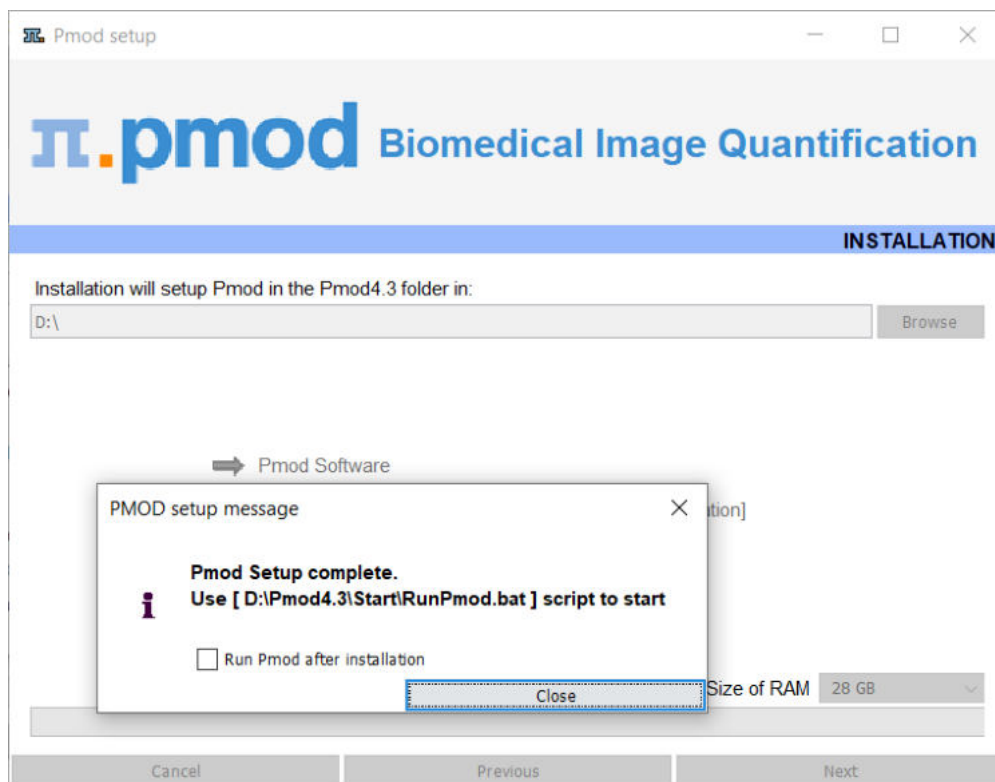 Pmod setup
π.pmod Biomedical Image Quantification
INSTALLATION
Installation will setup Pmod in the Pmod4.3 folder in:
D:\
Browse
Pmod Software
PMOD setup message
Pmod Setup complete.
Use [ D:\Pmod4.3\Start\RunPmod.bat ] script to start
Run Pmod after installation
Close
Size of RAM 28 GB
Cancel Previous Next